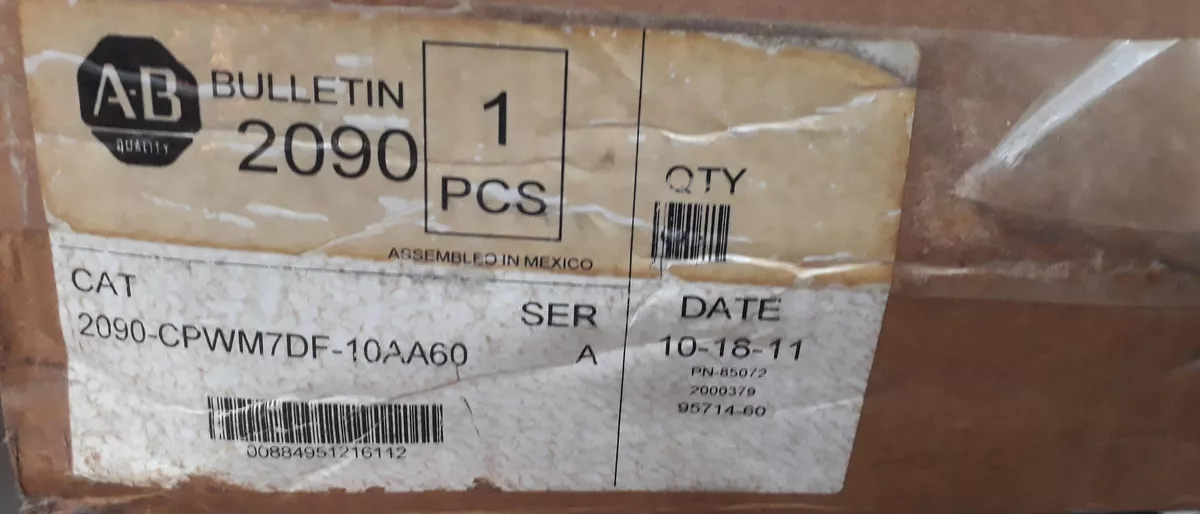 A-B
QUALITY
BULLETIN
2090
1
PCS
ASSEMBLED IN MEXICO
QTY
CAT
2090-CPWM7DF-10AA60
SER
A
00884951216112
DATE
10-18-11
PN-85072
2000379
95714-60